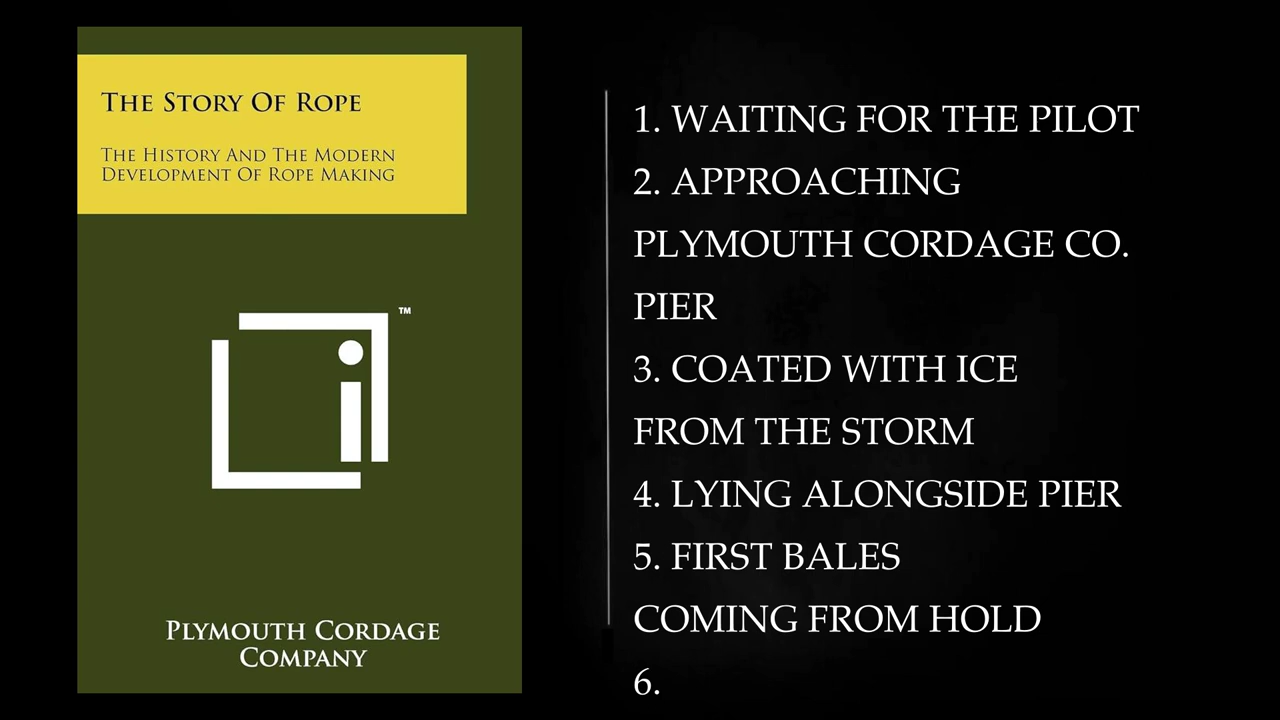 The Story Of Rope
The History And The Modern
Development Of Rope Making
i
TM
Plymouth Cordage
Company
1. WAITING FOR THE PILOT
2. APPROACHING
PLYMOUTH CORDAGE CO.
PIER
3. COATED WITH ICE
FROM THE STORM
4. LYING ALONGSIDE PIER
5. FIRST BALES
COMING FROM HOLD
6.